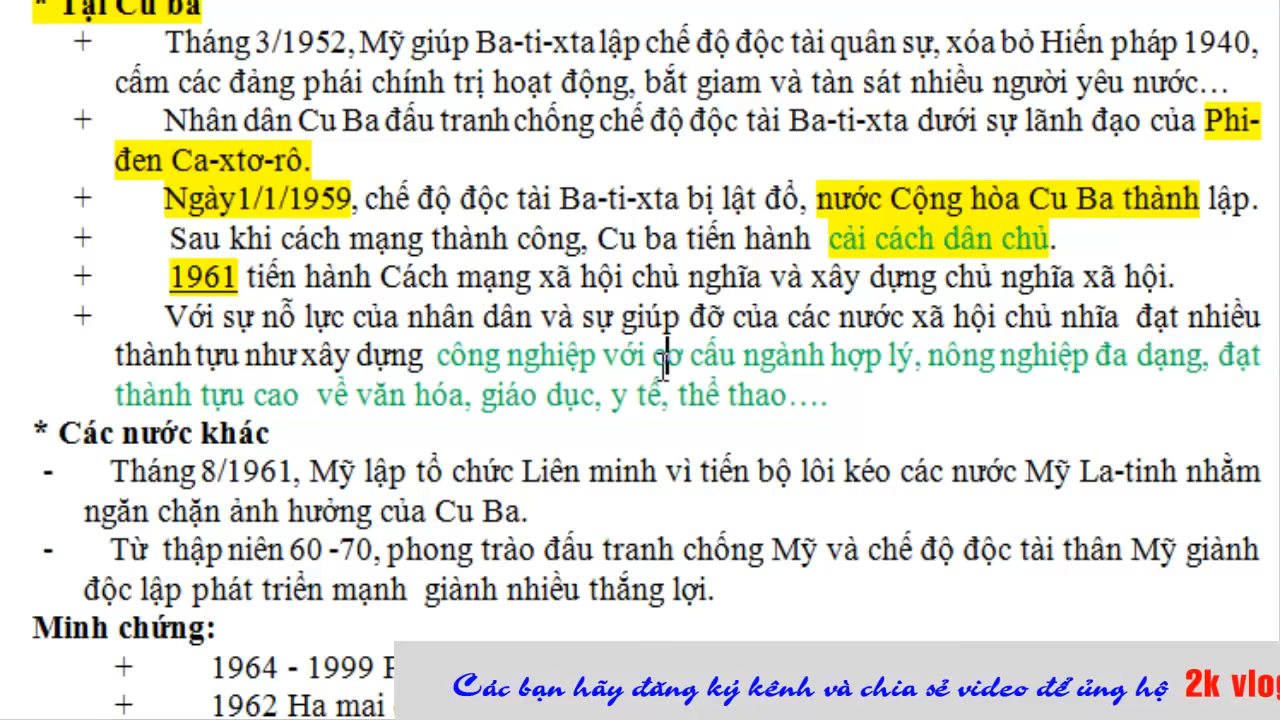 * Tại Cu ba
+ Tháng 3/1952, Mỹ giúp Ba-ti-xta lập chế độ độc tài quân sự, xóa bỏ Hiến pháp 1940,
cấm các đảng phái chính trị hoạt động, bắt giam và tàn sát nhiều người yêu nước…
+ Nhân dân Cu Ba đấu tranh chống chế độ độc tài Ba-ti-xta dưới sự lãnh đạo của Phi-
đen Ca-xtơ-rô.
+ Ngày1/1/1959, chế độ độc tài Ba-ti-xta bị lật đổ, nước Cộng hòa Cu Ba thành lập.
+ Sau khi cách mạng thành công, Cu ba tiến hành cải cách dân chủ.
+ 1961 tiến hành Cách mạng xã hội chủ nghĩa và xây dựng chủ nghĩa xã hội.
+ Với sự nỗ lực của nhân dân và sự giúp đỡ của các nước xã hội chủ nhĩa đạt nhiều
thành tựu như xây dựng công nghiệp với cơ cấu ngành hợp lý, nông nghiệp đa dạng, đạt
thành tựu cao về văn hóa, giáo dục, y tế, thể thao….
* Các nước khác
- Tháng 8/1961, Mỹ lập tổ chức Liên minh vì tiến bộ lôi kéo các nước Mỹ La-tinh nhằm
ngăn chặn ảnh hưởng của Cu Ba.
- Từ thập niên 60 -70, phong trào đấu tranh chống Mỹ và chế độ độc tài thân Mỹ giành
độc lập phát triển mạnh giành nhiều thắng lợi.
Minh chứng:
+ 1964 - 1999
+ 1962 Ha mai
Các bạn hãy đăng ký kênh và chia sẻ video để ủng hộ 2k vlog